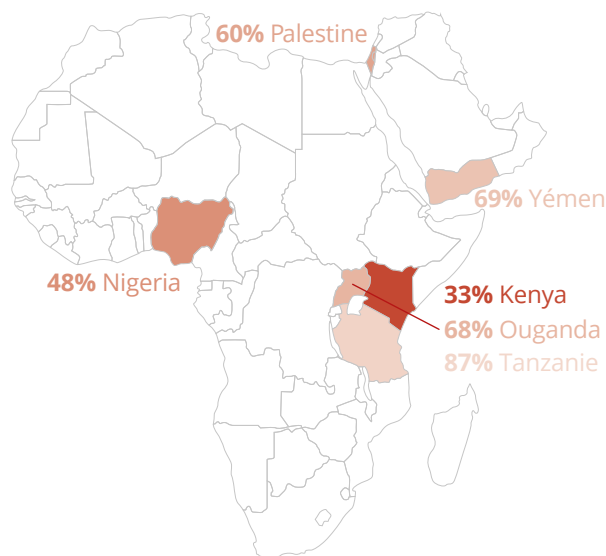 60% Palestine
69% Yémen
48% Nigeria
33% Kenya
68% Ouganda
87% Tanzanie